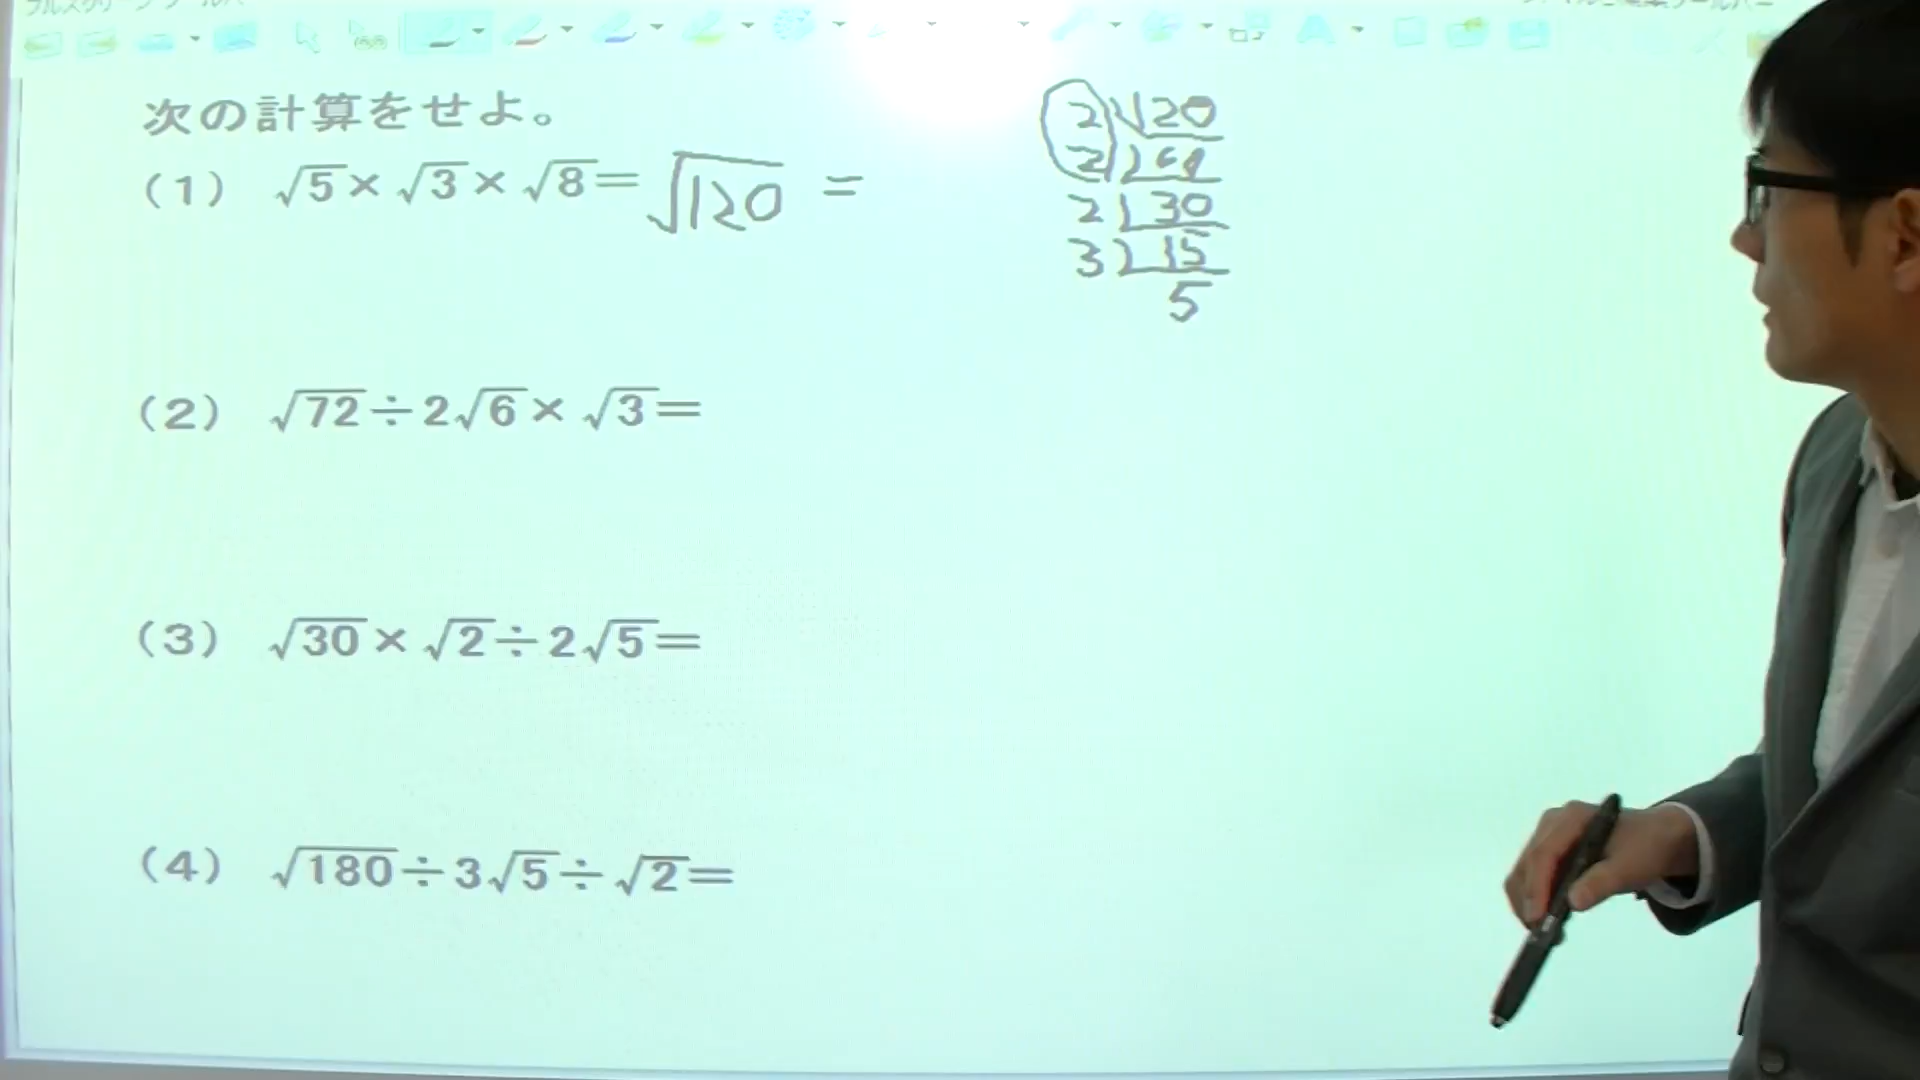 次の計算をせよ。
(1) √5 × √3 × √8 = √120 =
2 ) 120
2 ) 60
2 ) 30
3 ) 15
5
(2) √72 ÷ 2√6 × √3 =
(3) √30 × √2 ÷ 2√5 =
(4) √180 ÷ 3√5 ÷ √2 =